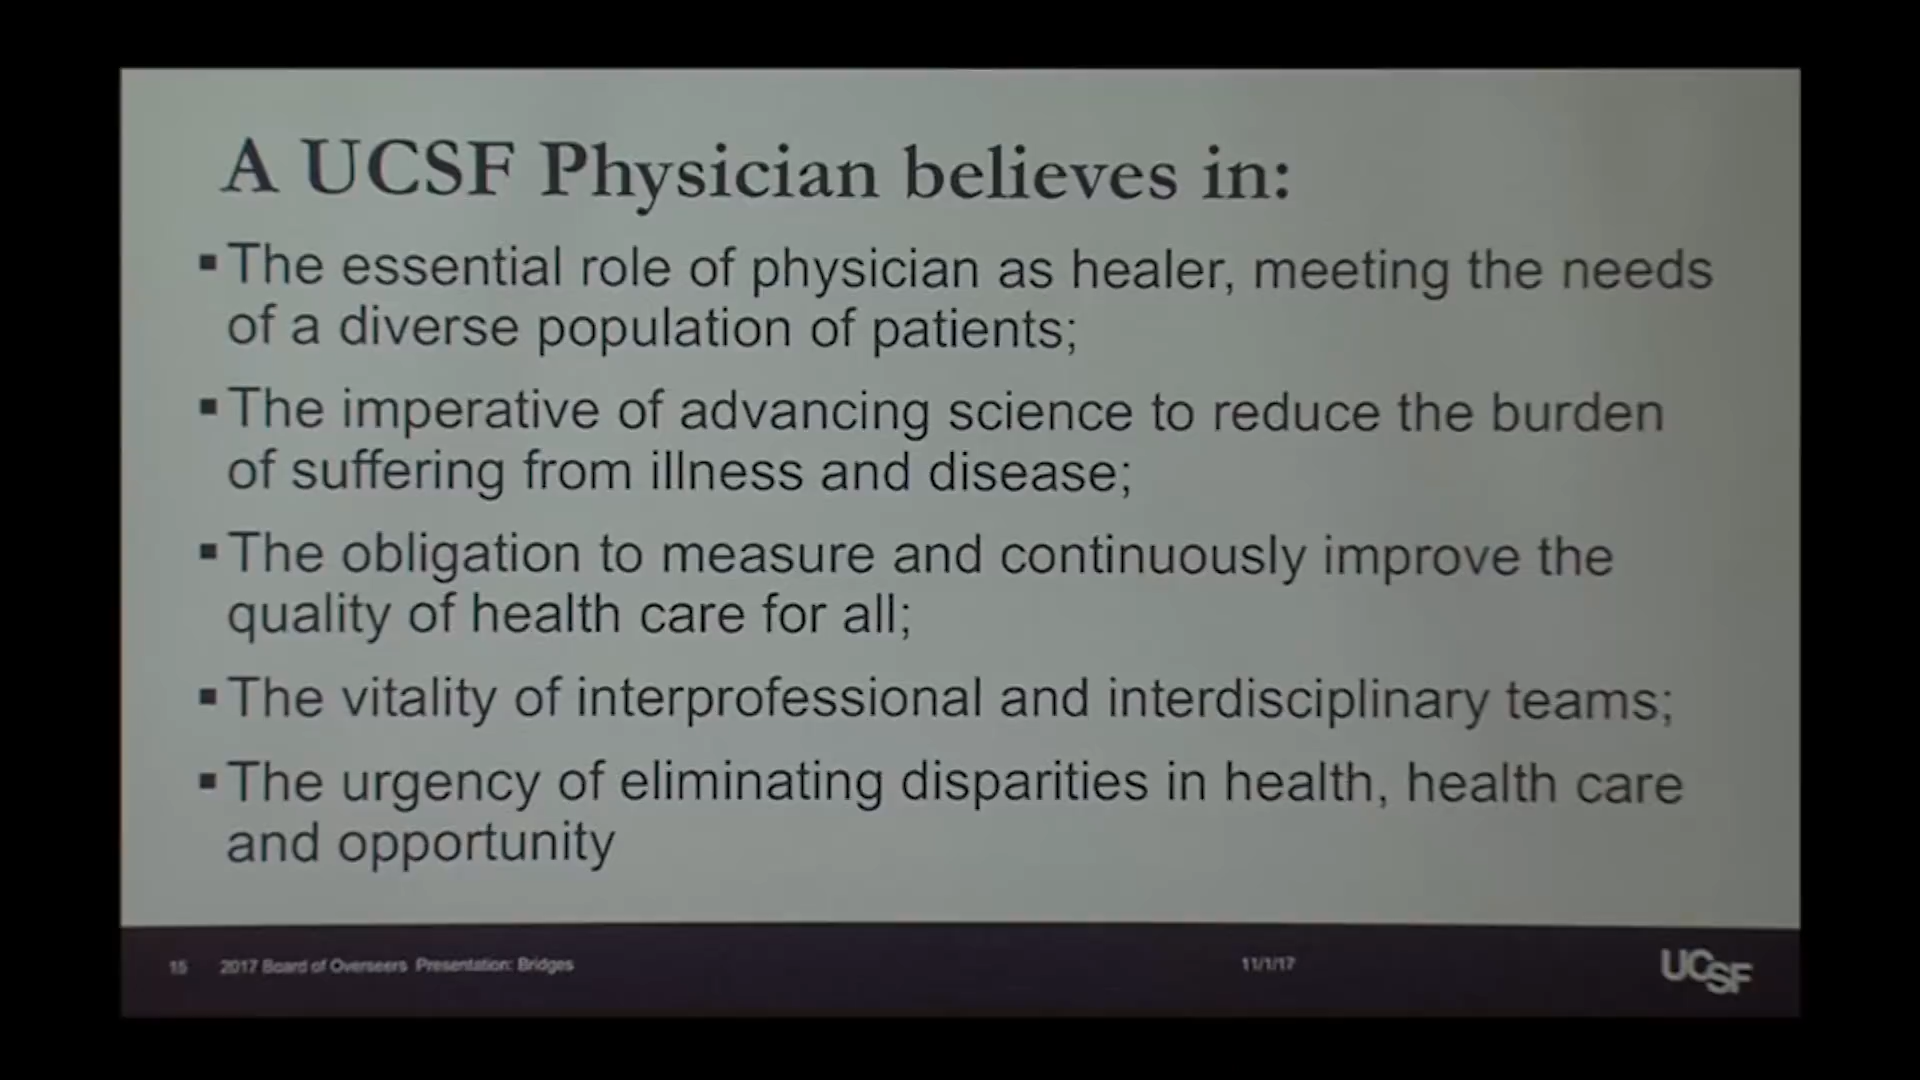 A UCSF Physician believes in:
▪ The essential role of physician as healer, meeting the needs
of a diverse population of patients;
▪ The imperative of advancing science to reduce the burden
of suffering from illness and disease;
▪ The obligation to measure and continuously improve the
quality of health care for all;
▪ The vitality of interprofessional and interdisciplinary teams;
▪ The urgency of eliminating disparities in health, health care
and opportunity
15 2017 Board of Overseers Presentation: Bridges 11/1/17 UCSF